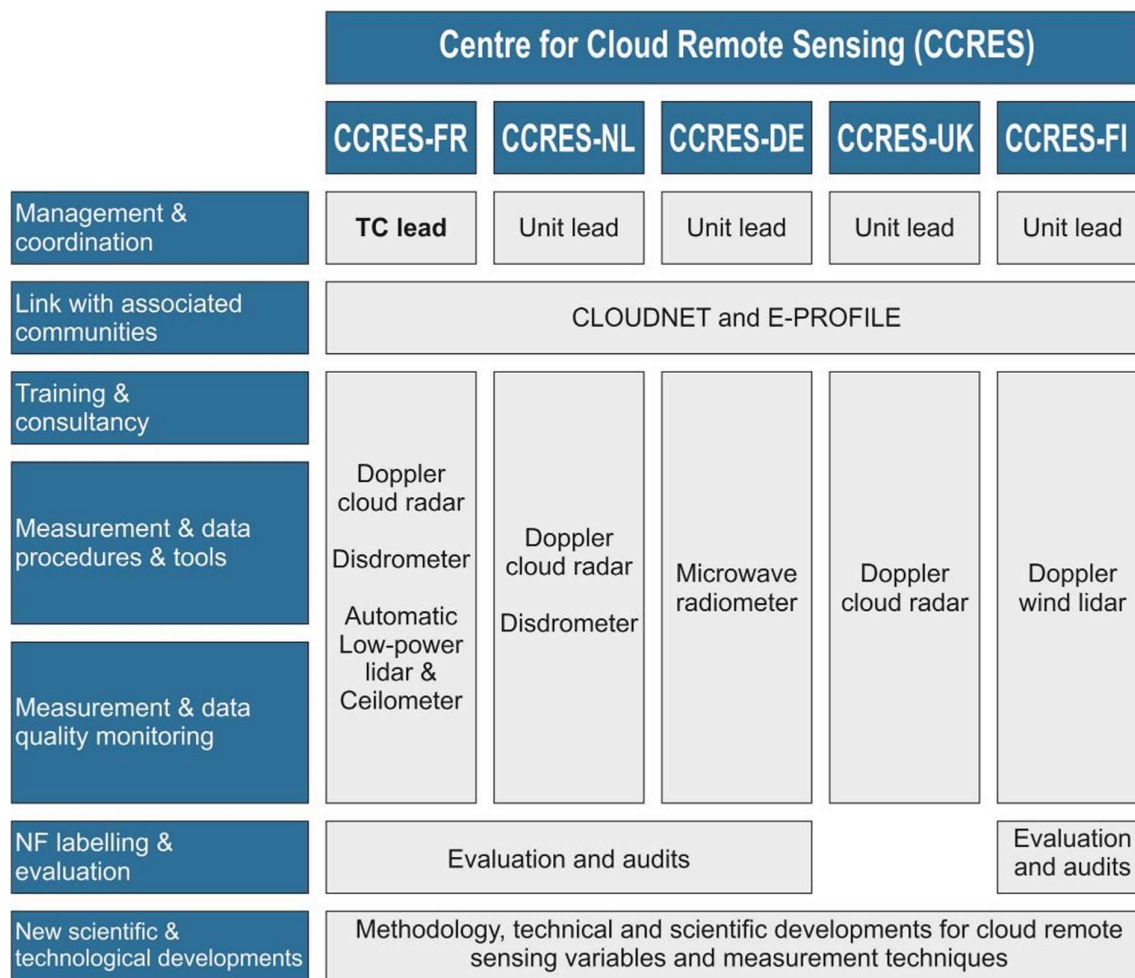 Centre for Cloud Remote Sensing (CCRES)
CCRES-FR
CCRES-NL
CCRES-DE
CCRES-UK
CCRES-FI
Management &
coordination
TC lead
Unit lead
Unit lead
Unit lead
Unit lead
Link with associated
communities
CLOUDNET and E-PROFILE
Training &
consultancy
Measurement & data
procedures & tools
Measurement & data
quality monitoring
Doppler
cloud radar
Disdrometer
Automatic
Low-power
lidar &
Ceilometer
Doppler
cloud radar
Disdrometer
Microwave
radiometer
Doppler
cloud radar
Doppler
wind lidar
NF labelling &
evaluation
Evaluation and audits
Evaluation
and audits
New scientific &
technological developments
Methodology, technical and scientific developments for cloud remote
sensing variables and measurement techniques